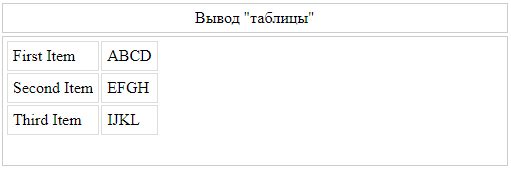 Вывод "таблицы"
First Item ABCD
Second Item EFGH
Third Item IJKL